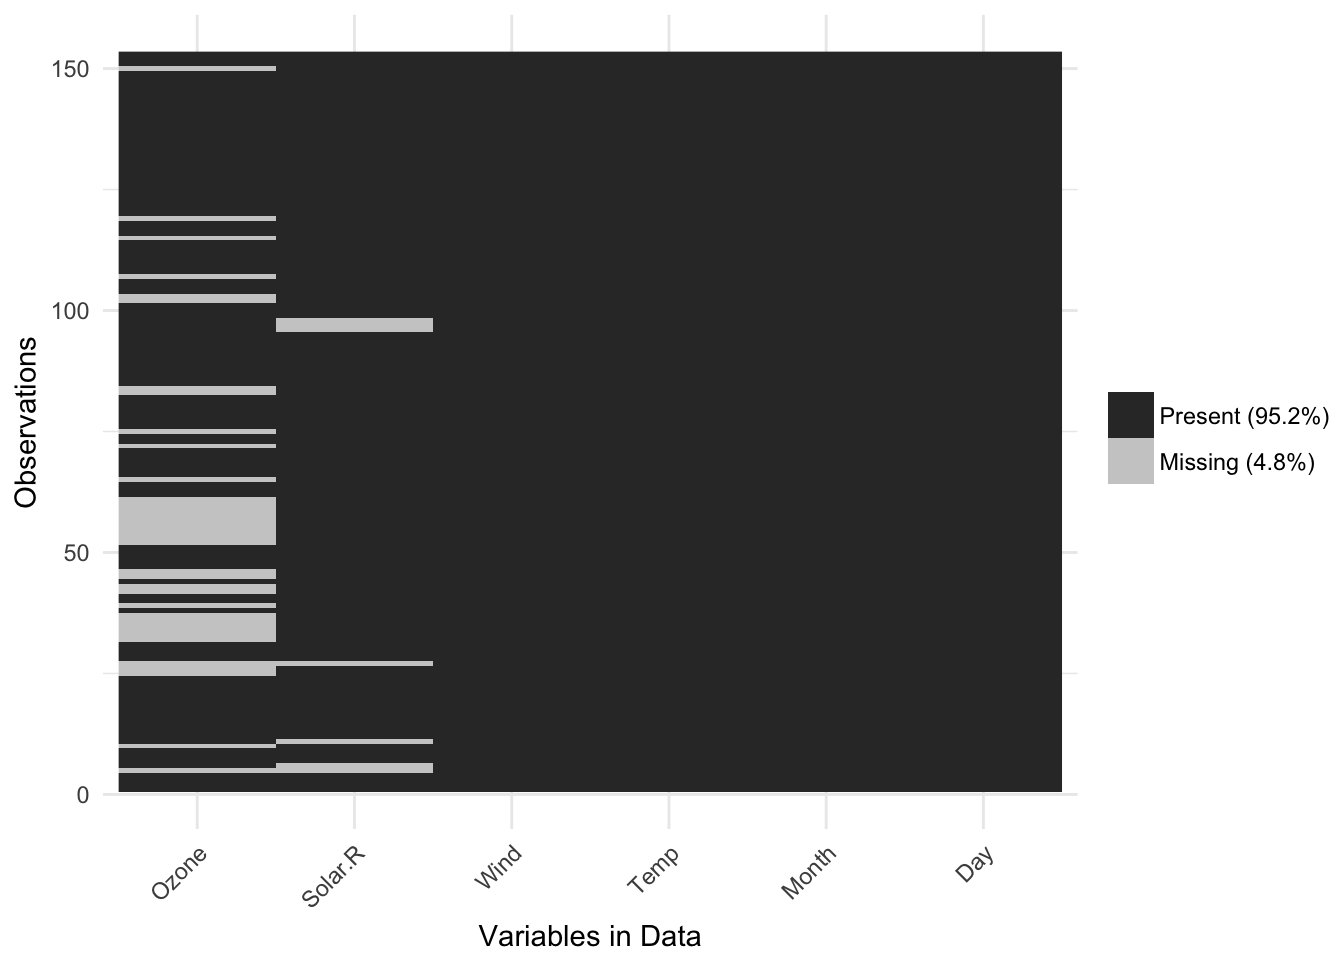 150
100
50
0
Observations
Ozone
Solar.R
Wind
Temp
Month
Day
Variables in Data
Present (95.2%)
Missing (4.8%)